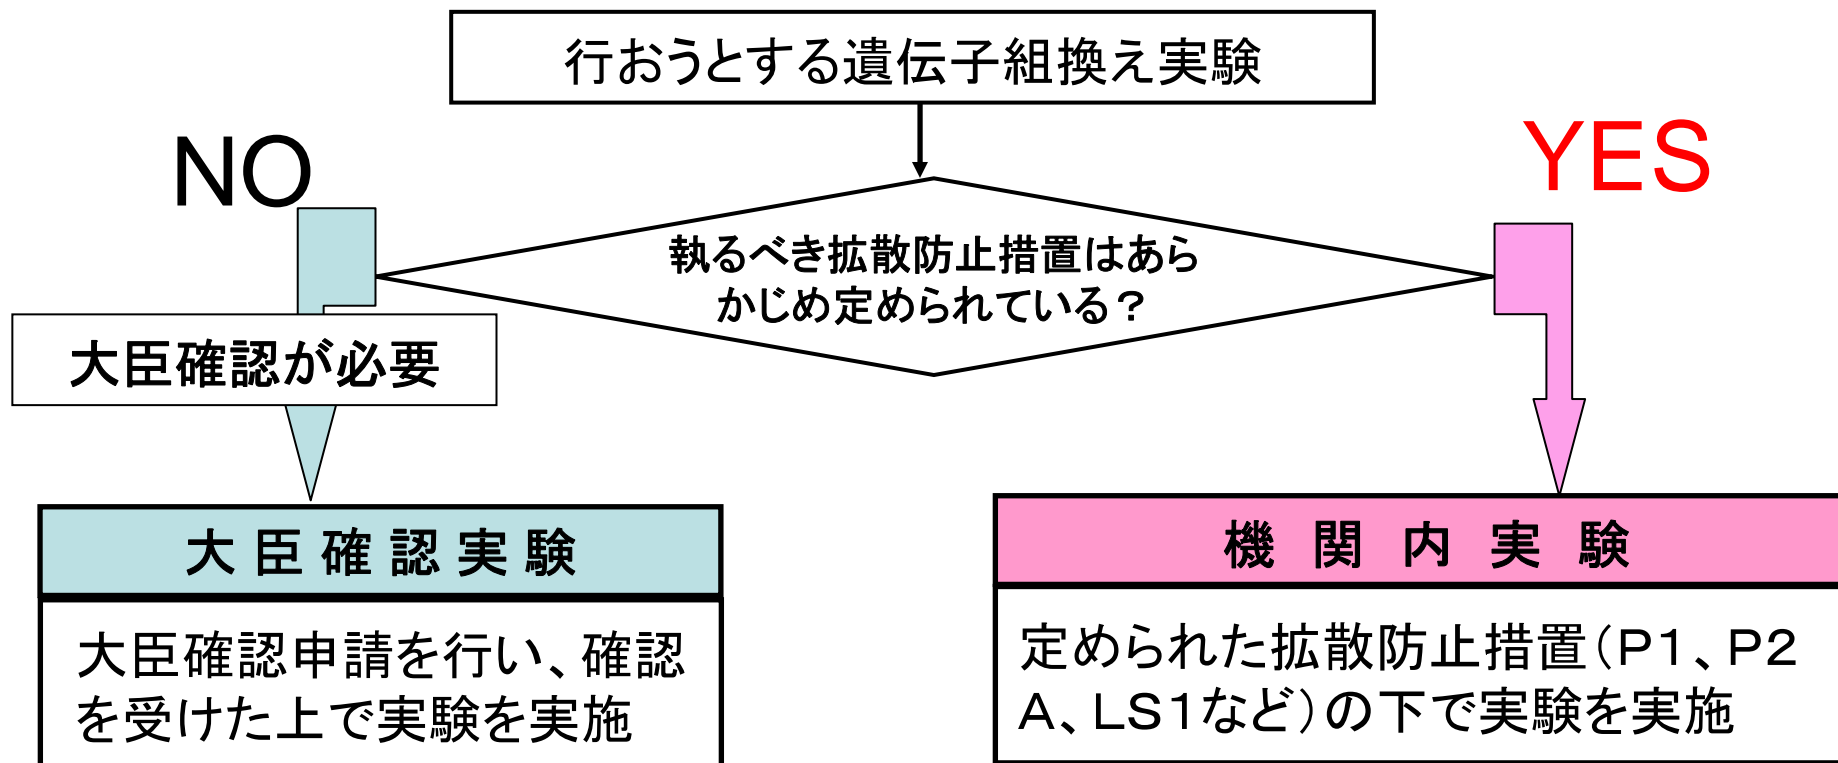 行おうとする遺伝子組換え実験
NO
YES
執るべき拡散防止措置はあら
かじめ定められている？
大臣確認が必要
大臣確認実験
大臣確認申請を行い、確認
を受けた上で実験を実施
機関内実験
定められた拡散防止措置（Ｐ１、Ｐ２
Ａ、ＬＳ１など）の下で実験を実施